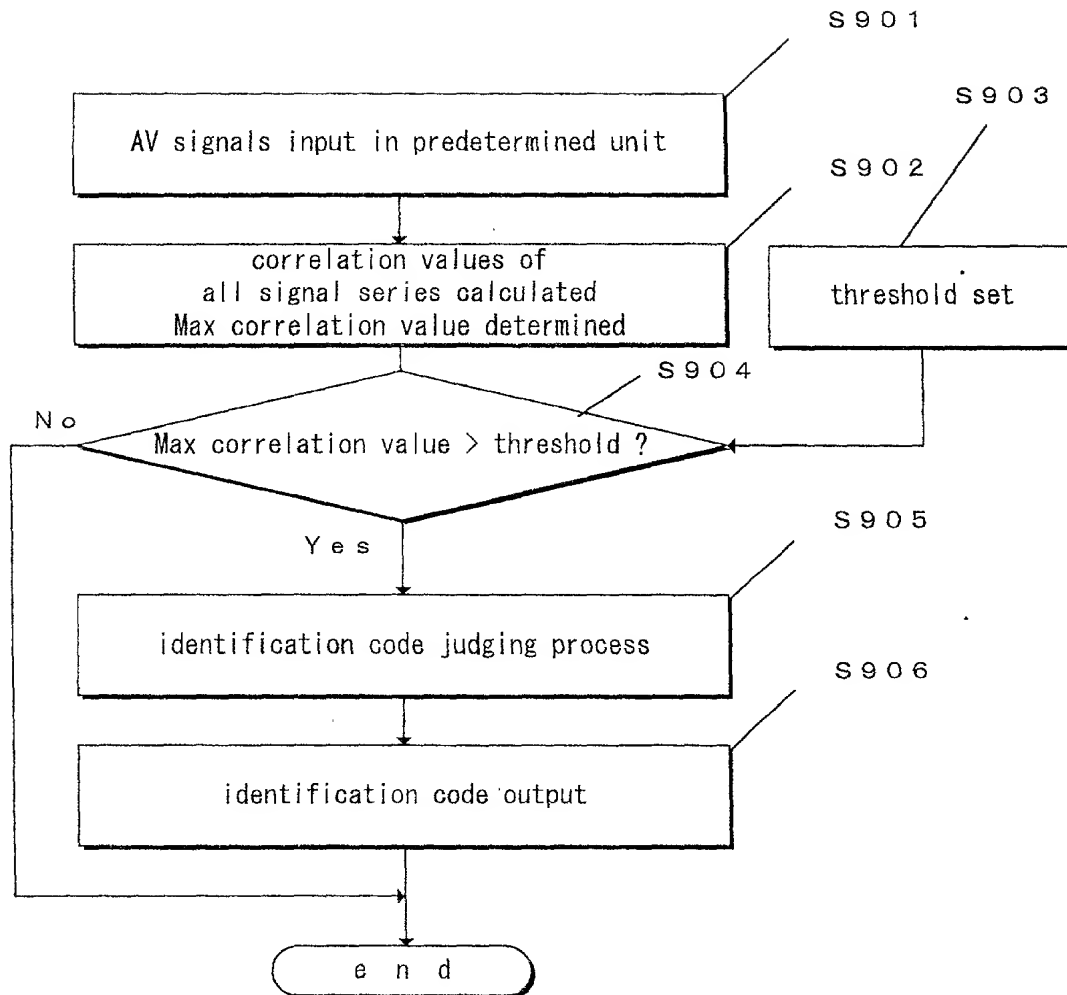 S901
AV signals input in predetermined unit
S902
correlation values of
all signal series calculated
Max correlation value determined
S903
threshold set
S904
Max correlation value > threshold ?
No
Yes
S905
identification code judging process
S906
identification code output
end